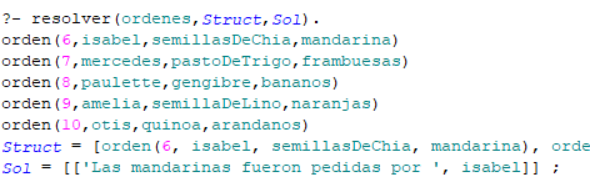 ?- resolver(ordenes,Struct,Sol).
orden(6,isabel,semillasDeChia,mandarina)
orden(7,mercedes,pastoDeTrigo,frambuesas)
orden(8,paulette,gengibre,bananos)
orden(9,amelia,semillaDeLino,naranjas)
orden(10,otis,quinoa,arandanos)
Struct = [orden(6, isabel, semillasDeChia, mandarina), orde
Sol = [['Las mandarinas fueron pedidas por ', isabel]] ;